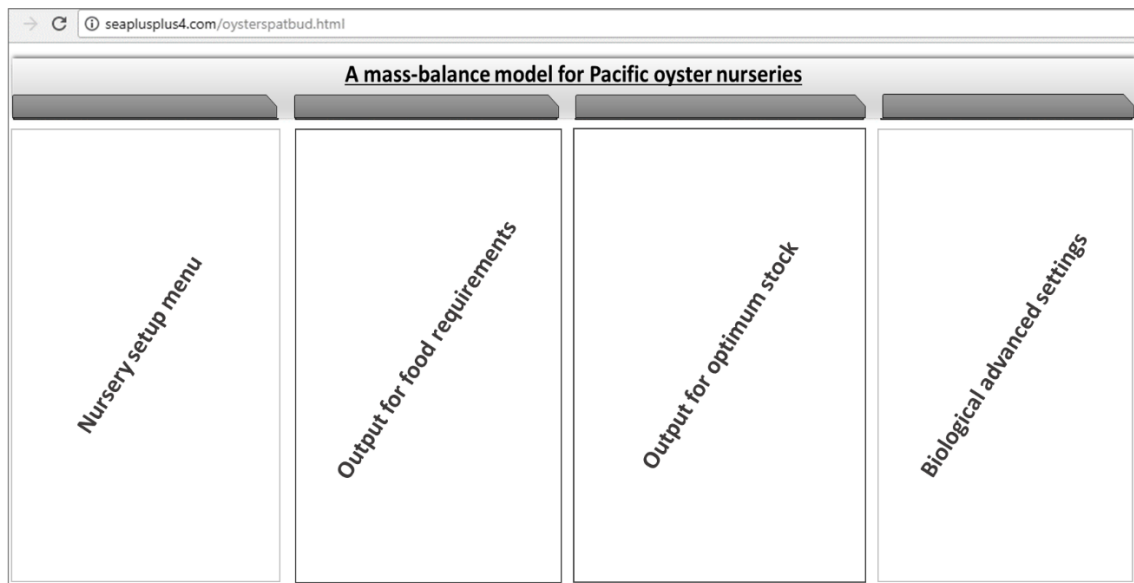 seaplusplus4.com/oysterspatbud.html
A mass-balance model for Pacific oyster nurseries
Nursery setup menu
Output for food requirements
Output for optimum stock
Biological advanced settings